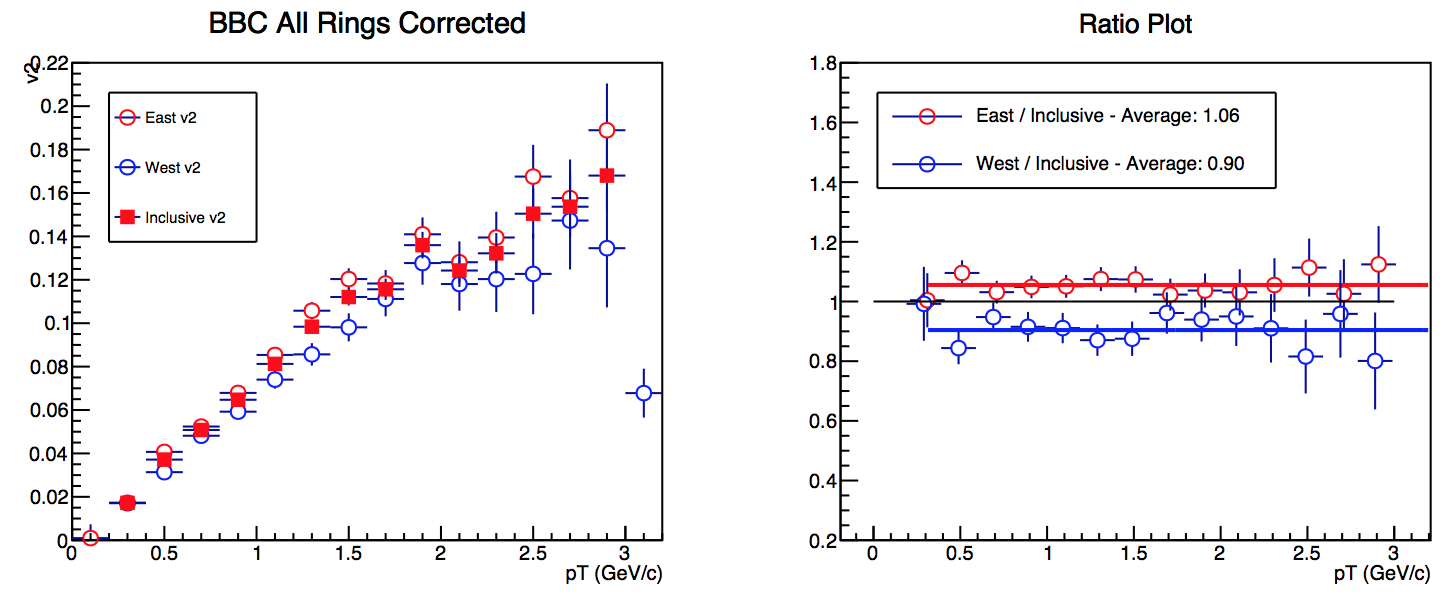 BBC All Rings Corrected
v2
0.22
0.2
0.18
0.16
0.14
0.12
0.1
0.08
0.06
0.04
0.02
0
East v2
West v2
Inclusive v2
0 0.5 1 1.5 2 2.5 3
pT (GeV/c)
Ratio Plot
1.8
1.6
1.4
1.2
1
0.8
0.6
0.4
0.2
East / Inclusive - Average: 1.06
West / Inclusive - Average: 0.90
0 0.5 1 1.5 2 2.5 3
pT (GeV/c)